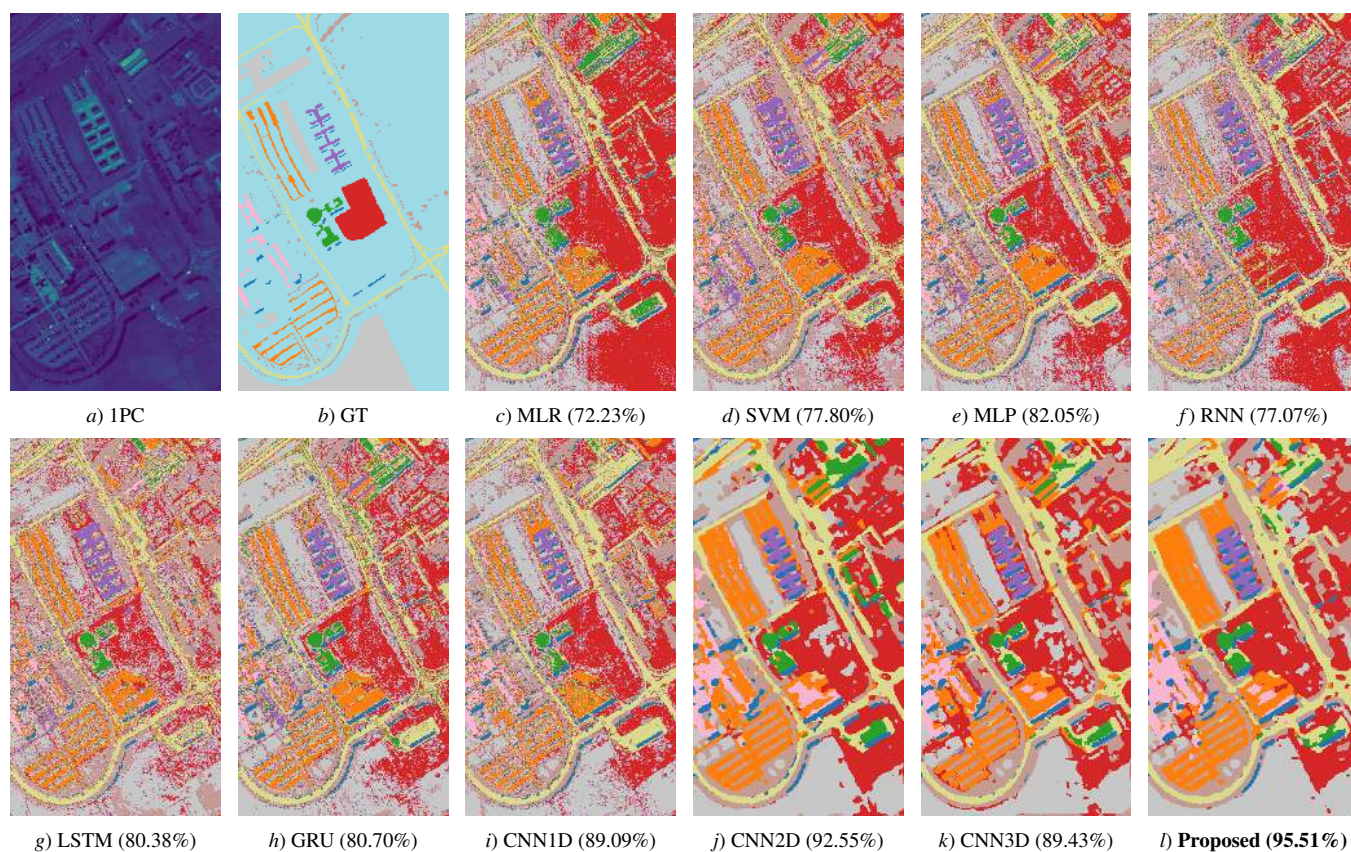 a) 1PC
b) GT
c) MLR (72.23%)
d) SVM (77.80%)
e) MLP (82.05%)
f) RNN (77.07%)
g) LSTM (80.38%)
h) GRU (80.70%)
i) CNN1D (89.09%)
j) CNN2D (92.55%)
k) CNN3D (89.43%)
l) Proposed (95.51%)